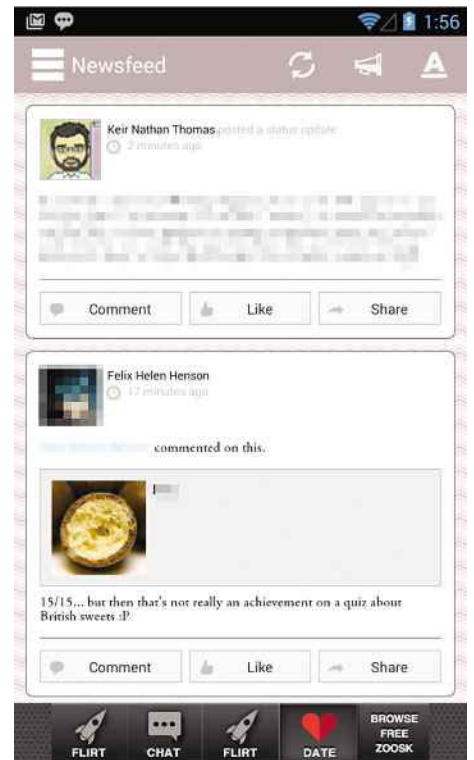 1:56
Newsfeed
A
Keir Nathan Thomas posted a status update
2 minutes ago
Comment Like Share
Felix Helen Henson
17 minutes ago
commented on this.
15/15... but then that's not really an achievement on a quiz about
British sweets :P
Comment Like Share
FLIRT CHAT FLIRT DATE BROWSE
FREE
ZOOSK